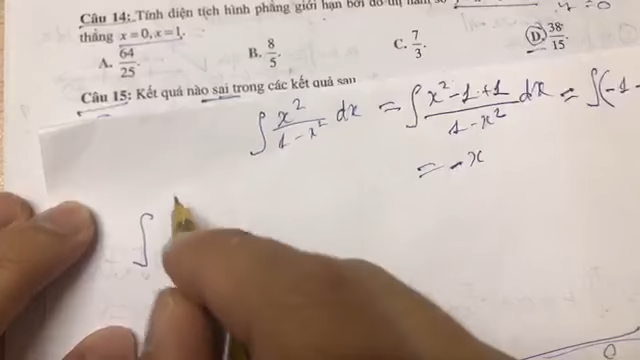 Câu 14: Tính diện tích hình phẳng giới hạn bởi đồ thị hàm số
thẳng x = 0, x = 1.
A. 64/25. B. 8/5. C. 7/3. D. 38/15.
Câu 15: Kết quả nào sai trong các kết quả sau
∫ x²/(1-x²) dx = ∫ (x²-1+1)/(1-x²) dx = ∫(-1
= -x
∫